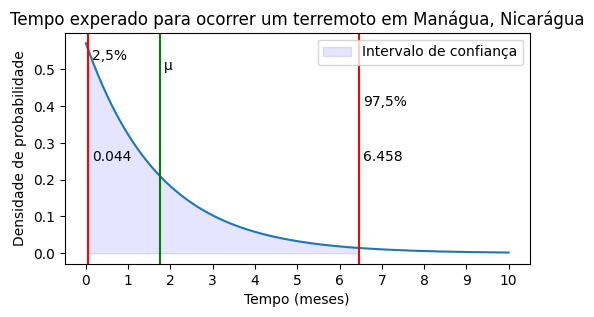 Tempo experado para ocorrer um terremoto em Manágua, Nicarágua
Densidade de probabilidade
0.5
0.4
0.3
0.2
0.1
0.0
2,5%
0.044
μ
Intervalo de confiança
97,5%
6.458
0 1 2 3 4 5 6 7 8 9 10
Tempo (meses)